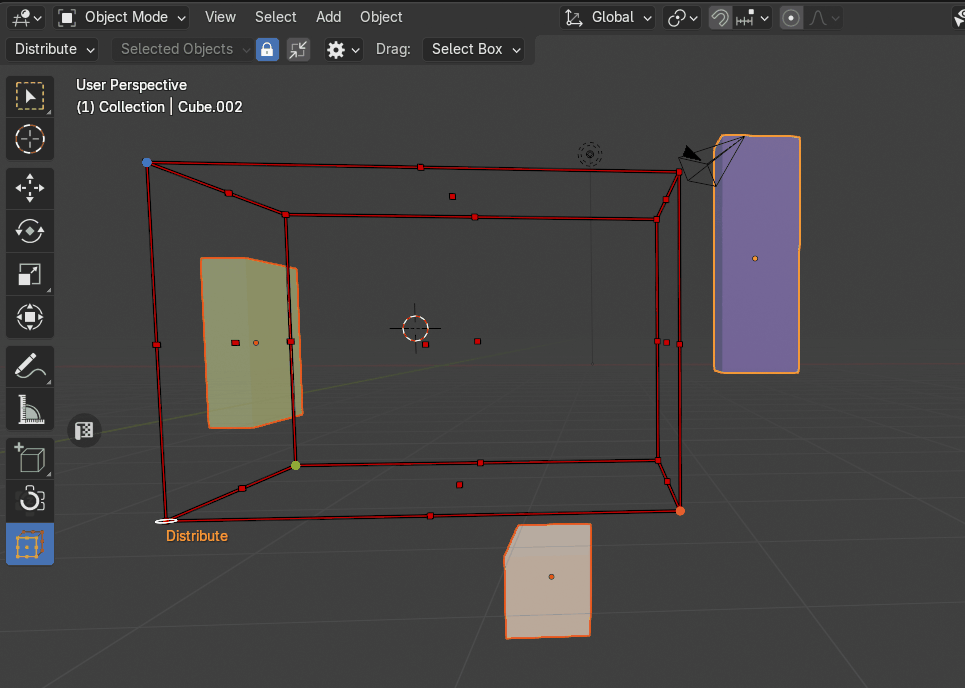 Object Mode View Select Add Object Global
Distribute Selected Objects Drag: Select Box
User Perspective
(1) Collection | Cube.002
Distribute